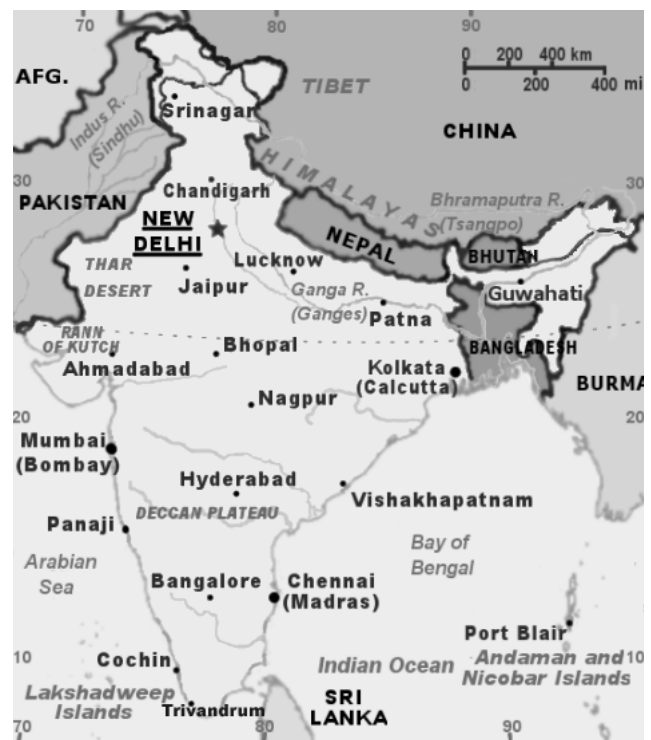 70
80
90
AFG.
0 200 400 km
0 200 400 mi
TIBET
Srinagar
Indus R.
(Sindhu)
CHINA
HIMALAYAS
30
30
Chandigarh
PAKISTAN
Bhramaputra R.
(Tsangpo)
NEW
DELHI
NEPAL
BHUTAN
THAR
DESERT
Lucknow
Jaipur
Ganga R.
(Ganges)
Guwahati
Patna
RANN
OF KUTCH
Bhopal
BANGLADESH
Ahmadabad
Kolkata
(Calcutta)
BURMA
Nagpur
20
20
Mumbai
(Bombay)
Hyderabad
Vishakhapatnam
DECCAN PLATEAU
Panaji
Arabian
Sea
Bay of
Bengal
Bangalore
Chennai
(Madras)
Port Blair
10
Cochin
Indian Ocean
Andaman and
Nicobar Islands
10
Lakshadweep
Islands
Trivandrum
SRI
LANKA
70
80
90